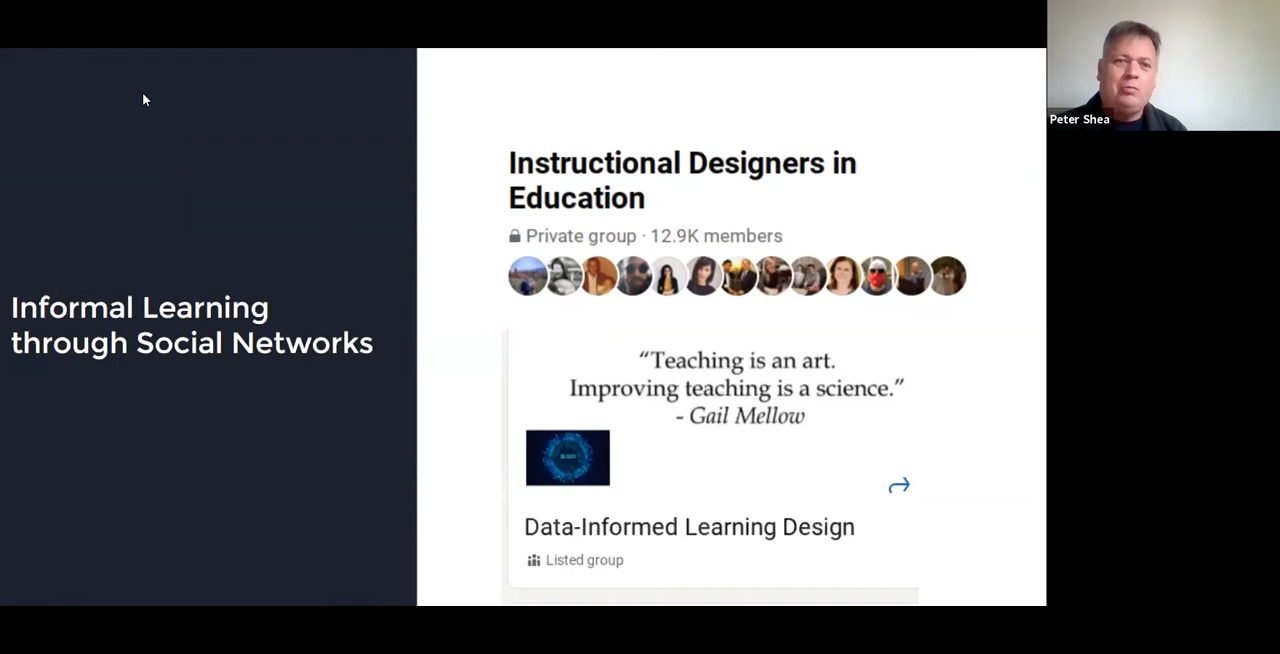 Peter Shea
Informal Learning
through Social Networks
Instructional Designers in
Education
Private group · 12.9K members
“Teaching is an art.
Improving teaching is a science.”
- Gail Mellow
Data-Informed Learning Design
Listed group